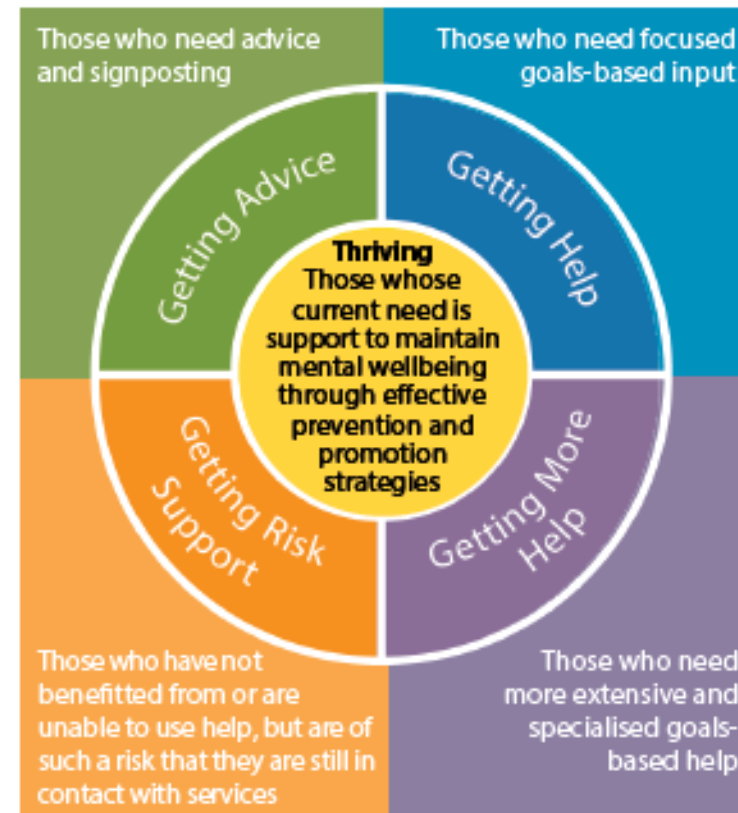 Those who need advice
and signposting
Those who need focused
goals-based input
Getting Advice
Getting Help
Thriving
Those whose
current need is
support to maintain
mental wellbeing
through effective
prevention and
promotion
strategies
Getting Risk
Support
Getting More
Help
Those who have not
benefitted from or are
unable to use help, but are of
such a risk that they are still in
contact with services
Those who need
more extensive and
specialised goals-
based help